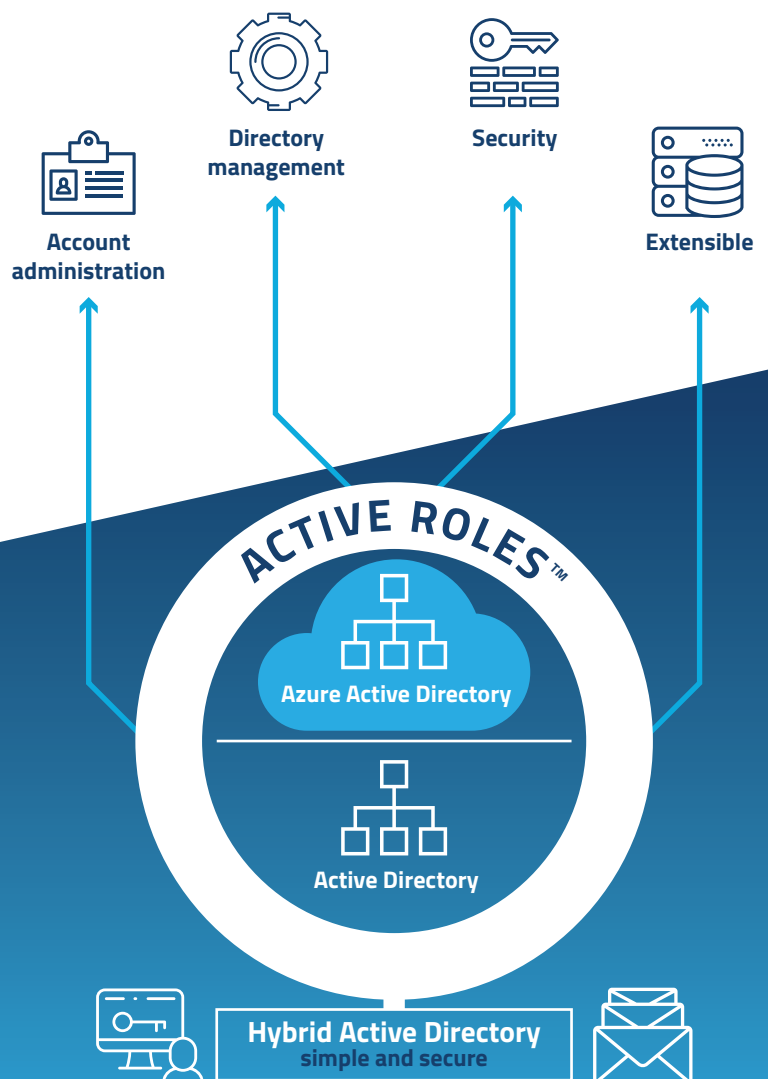 Directory
management
Security
Account
administration
Extensible
ACTIVE ROLES™
Azure Active Directory
Active Directory
Hybrid Active Directory
simple and secure